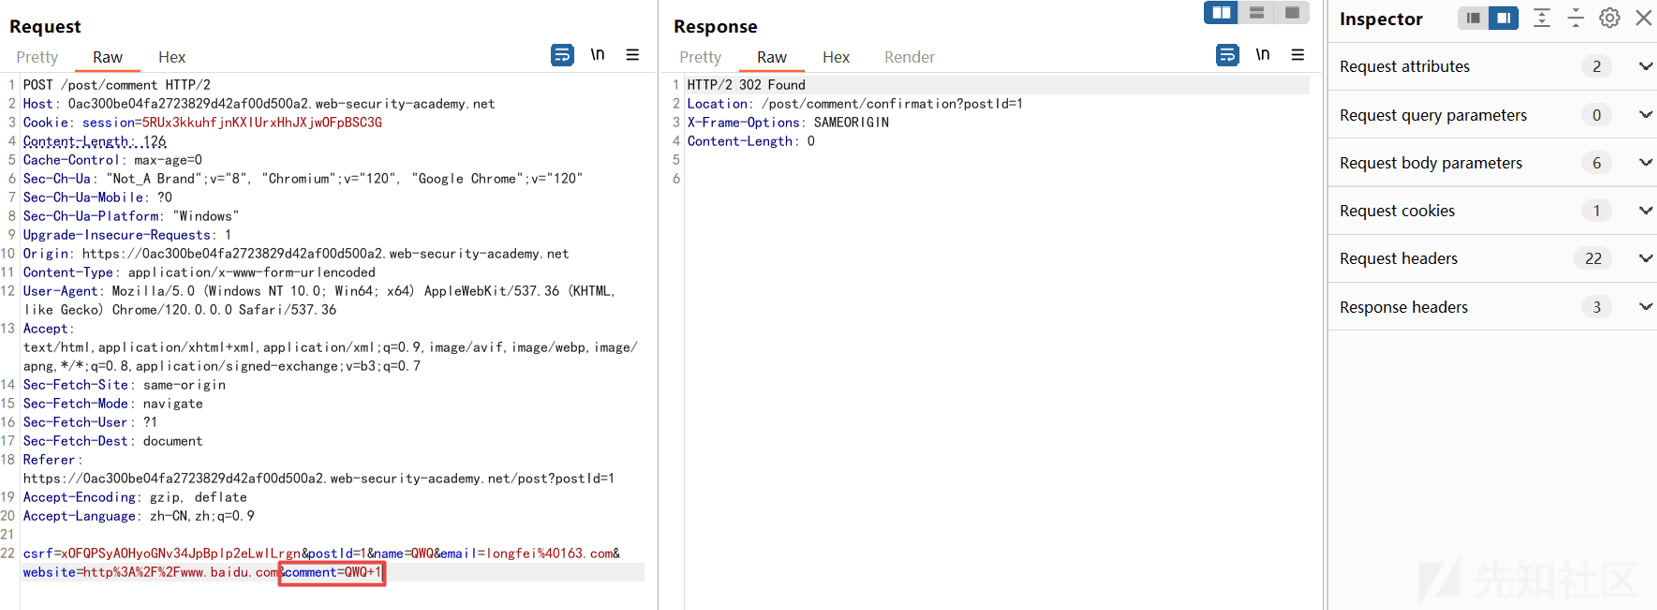 Request
Pretty Raw Hex \n
1 POST /post/comment HTTP/2
2 Host: 0ac300be04fa2723829d42af00d500a2.web-security-academy.net
3 Cookie: session=5RUx3kkuhfjnKXIUrxHhJXjwOFpBSC3G
4 Content-Length: 126
5 Cache-Control: max-age=0
6 Sec-Ch-Ua: "Not_A Brand";v="8", "Chromium";v="120", "Google Chrome";v="120"
7 Sec-Ch-Ua-Mobile: ?0
8 Sec-Ch-Ua-Platform: "Windows"
9 Upgrade-Insecure-Requests: 1
10 Origin: https://0ac300be04fa2723829d42af00d500a2.web-security-academy.net
11 Content-Type: application/x-www-form-urlencoded
12 User-Agent: Mozilla/5.0 (Windows NT 10.0; Win64; x64) AppleWebKit/537.36 (KHTML,
like Gecko) Chrome/120.0.0.0 Safari/537.36
13 Accept:
text/html,application/xhtml+xml,application/xml;q=0.9,image/avif,image/webp,image/
apng,*/*;q=0.8,application/signed-exchange;v=b3;q=0.7
14 Sec-Fetch-Site: same-origin
15 Sec-Fetch-Mode: navigate
16 Sec-Fetch-User: ?1
17 Sec-Fetch-Dest: document
18 Referer:
https://0ac300be04fa2723829d42af00d500a2.web-security-academy.net/post?postId=1
19 Accept-Encoding: gzip, deflate
20 Accept-Language: zh-CN,zh;q=0.9
21
22 csrf=xOFQPSyAOHyoGNv34JpBplp2eLwlLrgn&postId=1&name=QWQ&email=longfei%40163.com&
website=http%3A%2F%2Fwww.baidu.com&comment=QWQ+1
Response
Pretty Raw Hex Render \n
1 HTTP/2 302 Found
2 Location: /post/comment/confirmation?postId=1
3 X-Frame-Options: SAMEORIGIN
4 Content-Length: 0
5
6
Inspector
Request attributes 2
Request query parameters 0
Request body parameters 6
Request cookies 1
Request headers 22
Response headers 3
先知社区